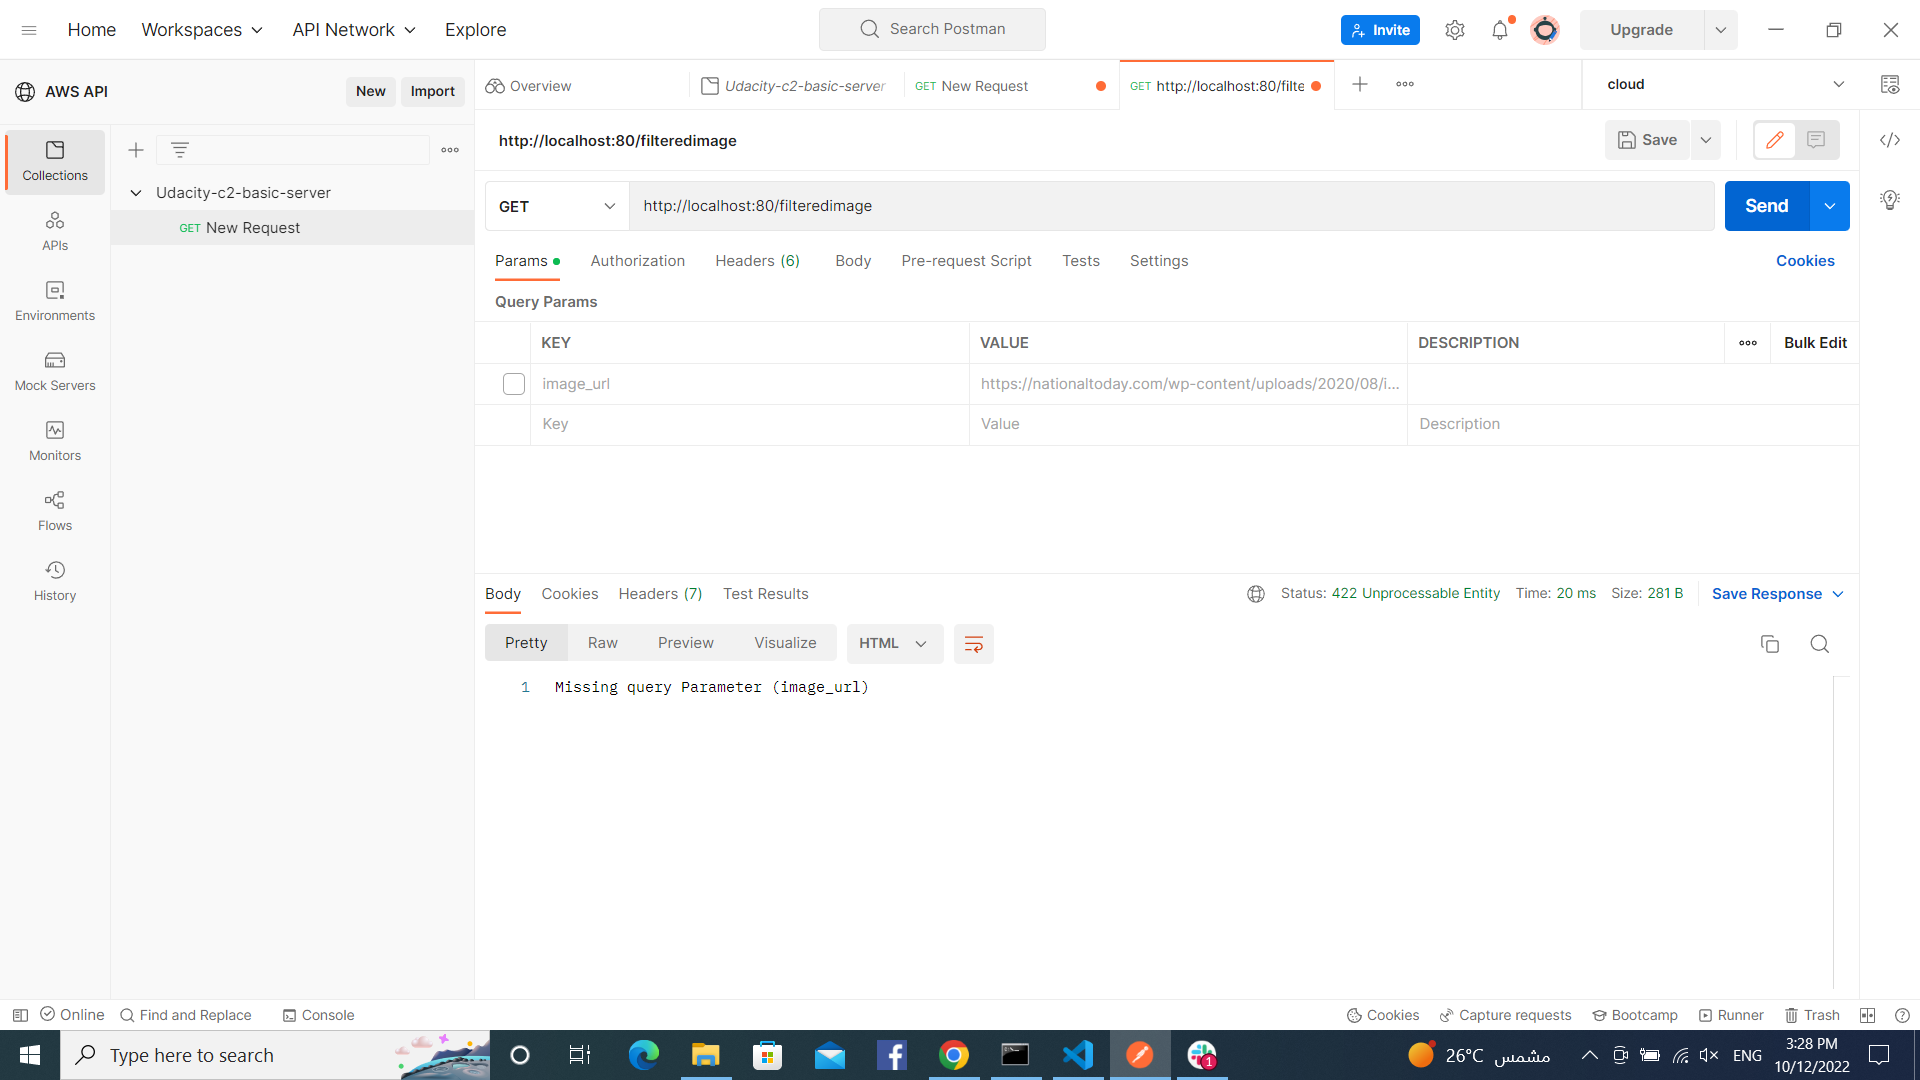 Home Workspaces API Network Explore Search Postman Invite Upgrade
AWS API New Import Overview Udacity-c2-basic-server GET New Request GET http://localhost:80/filte cloud
http://localhost:80/filteredimage Save
Collections
Udacity-c2-basic-server
GET New Request
APIs
Environments
Mock Servers
Monitors
Flows
History
GET http://localhost:80/filteredimage Send
Params Authorization Headers (6) Body Pre-request Script Tests Settings Cookies
Query Params
KEY VALUE DESCRIPTION Bulk Edit
image_url https://nationaltoday.com/wp-content/uploads/2020/08/i...
Key Value Description
Body Cookies Headers (7) Test Results Status: 422 Unprocessable Entity Time: 20 ms Size: 281 B Save Response
Pretty Raw Preview Visualize HTML
1 Missing query Parameter (image_url)
Online Find and Replace Console Cookies Capture requests Bootcamp Runner Trash
Type here to search 1 26°C مشمس ENG 3:28 PM
10/12/2022